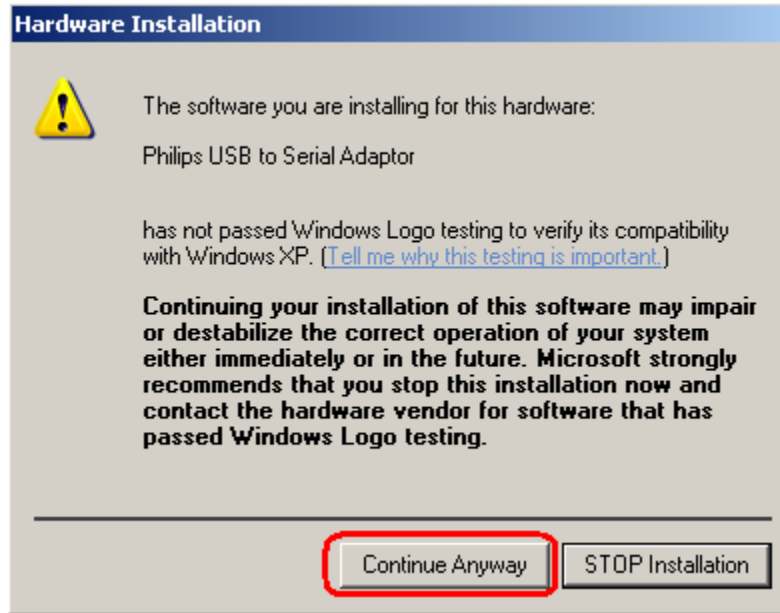 Hardware Installation
The software you are installing for this hardware:
Philips USB to Serial Adaptor
has not passed Windows Logo testing to verify its compatibility
with Windows XP. (Tell me why this testing is important.)
Continuing your installation of this software may impair
or destabilize the correct operation of your system
either immediately or in the future. Microsoft strongly
recommends that you stop this installation now and
contact the hardware vendor for software that has
passed Windows Logo testing.
Continue Anyway STOP Installation